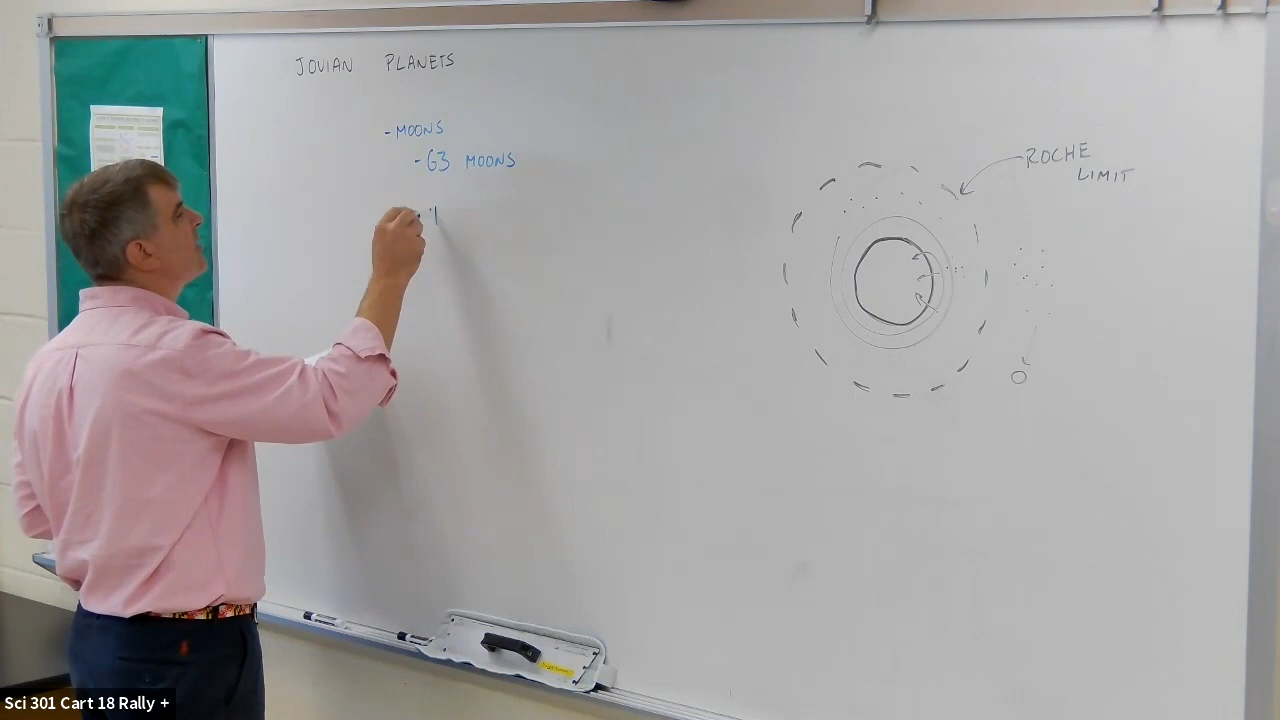 JOVIAN PLANETS
- MOONS
- 63 MOONS
ROCHE
LIMIT
Sci 301 Cart 18 Rally +